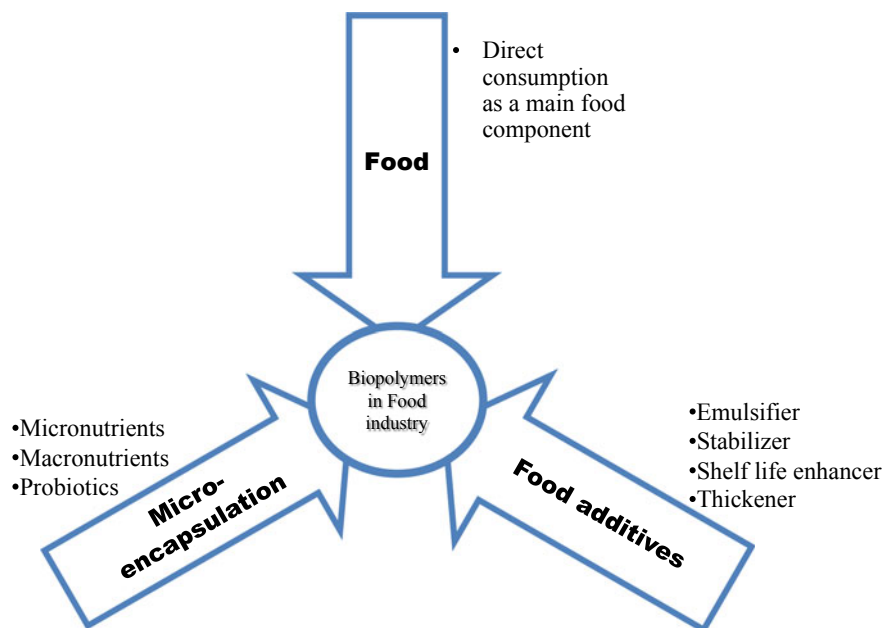 • Direct
consumption
as a main food
component
Food
Biopolymers
in Food
industry
•Micronutrients
•Macronutrients
•Probiotics
Micro-
encapsulation
•Emulsifier
•Stabilizer
•Shelf life enhancer
•Thickener
Food additives